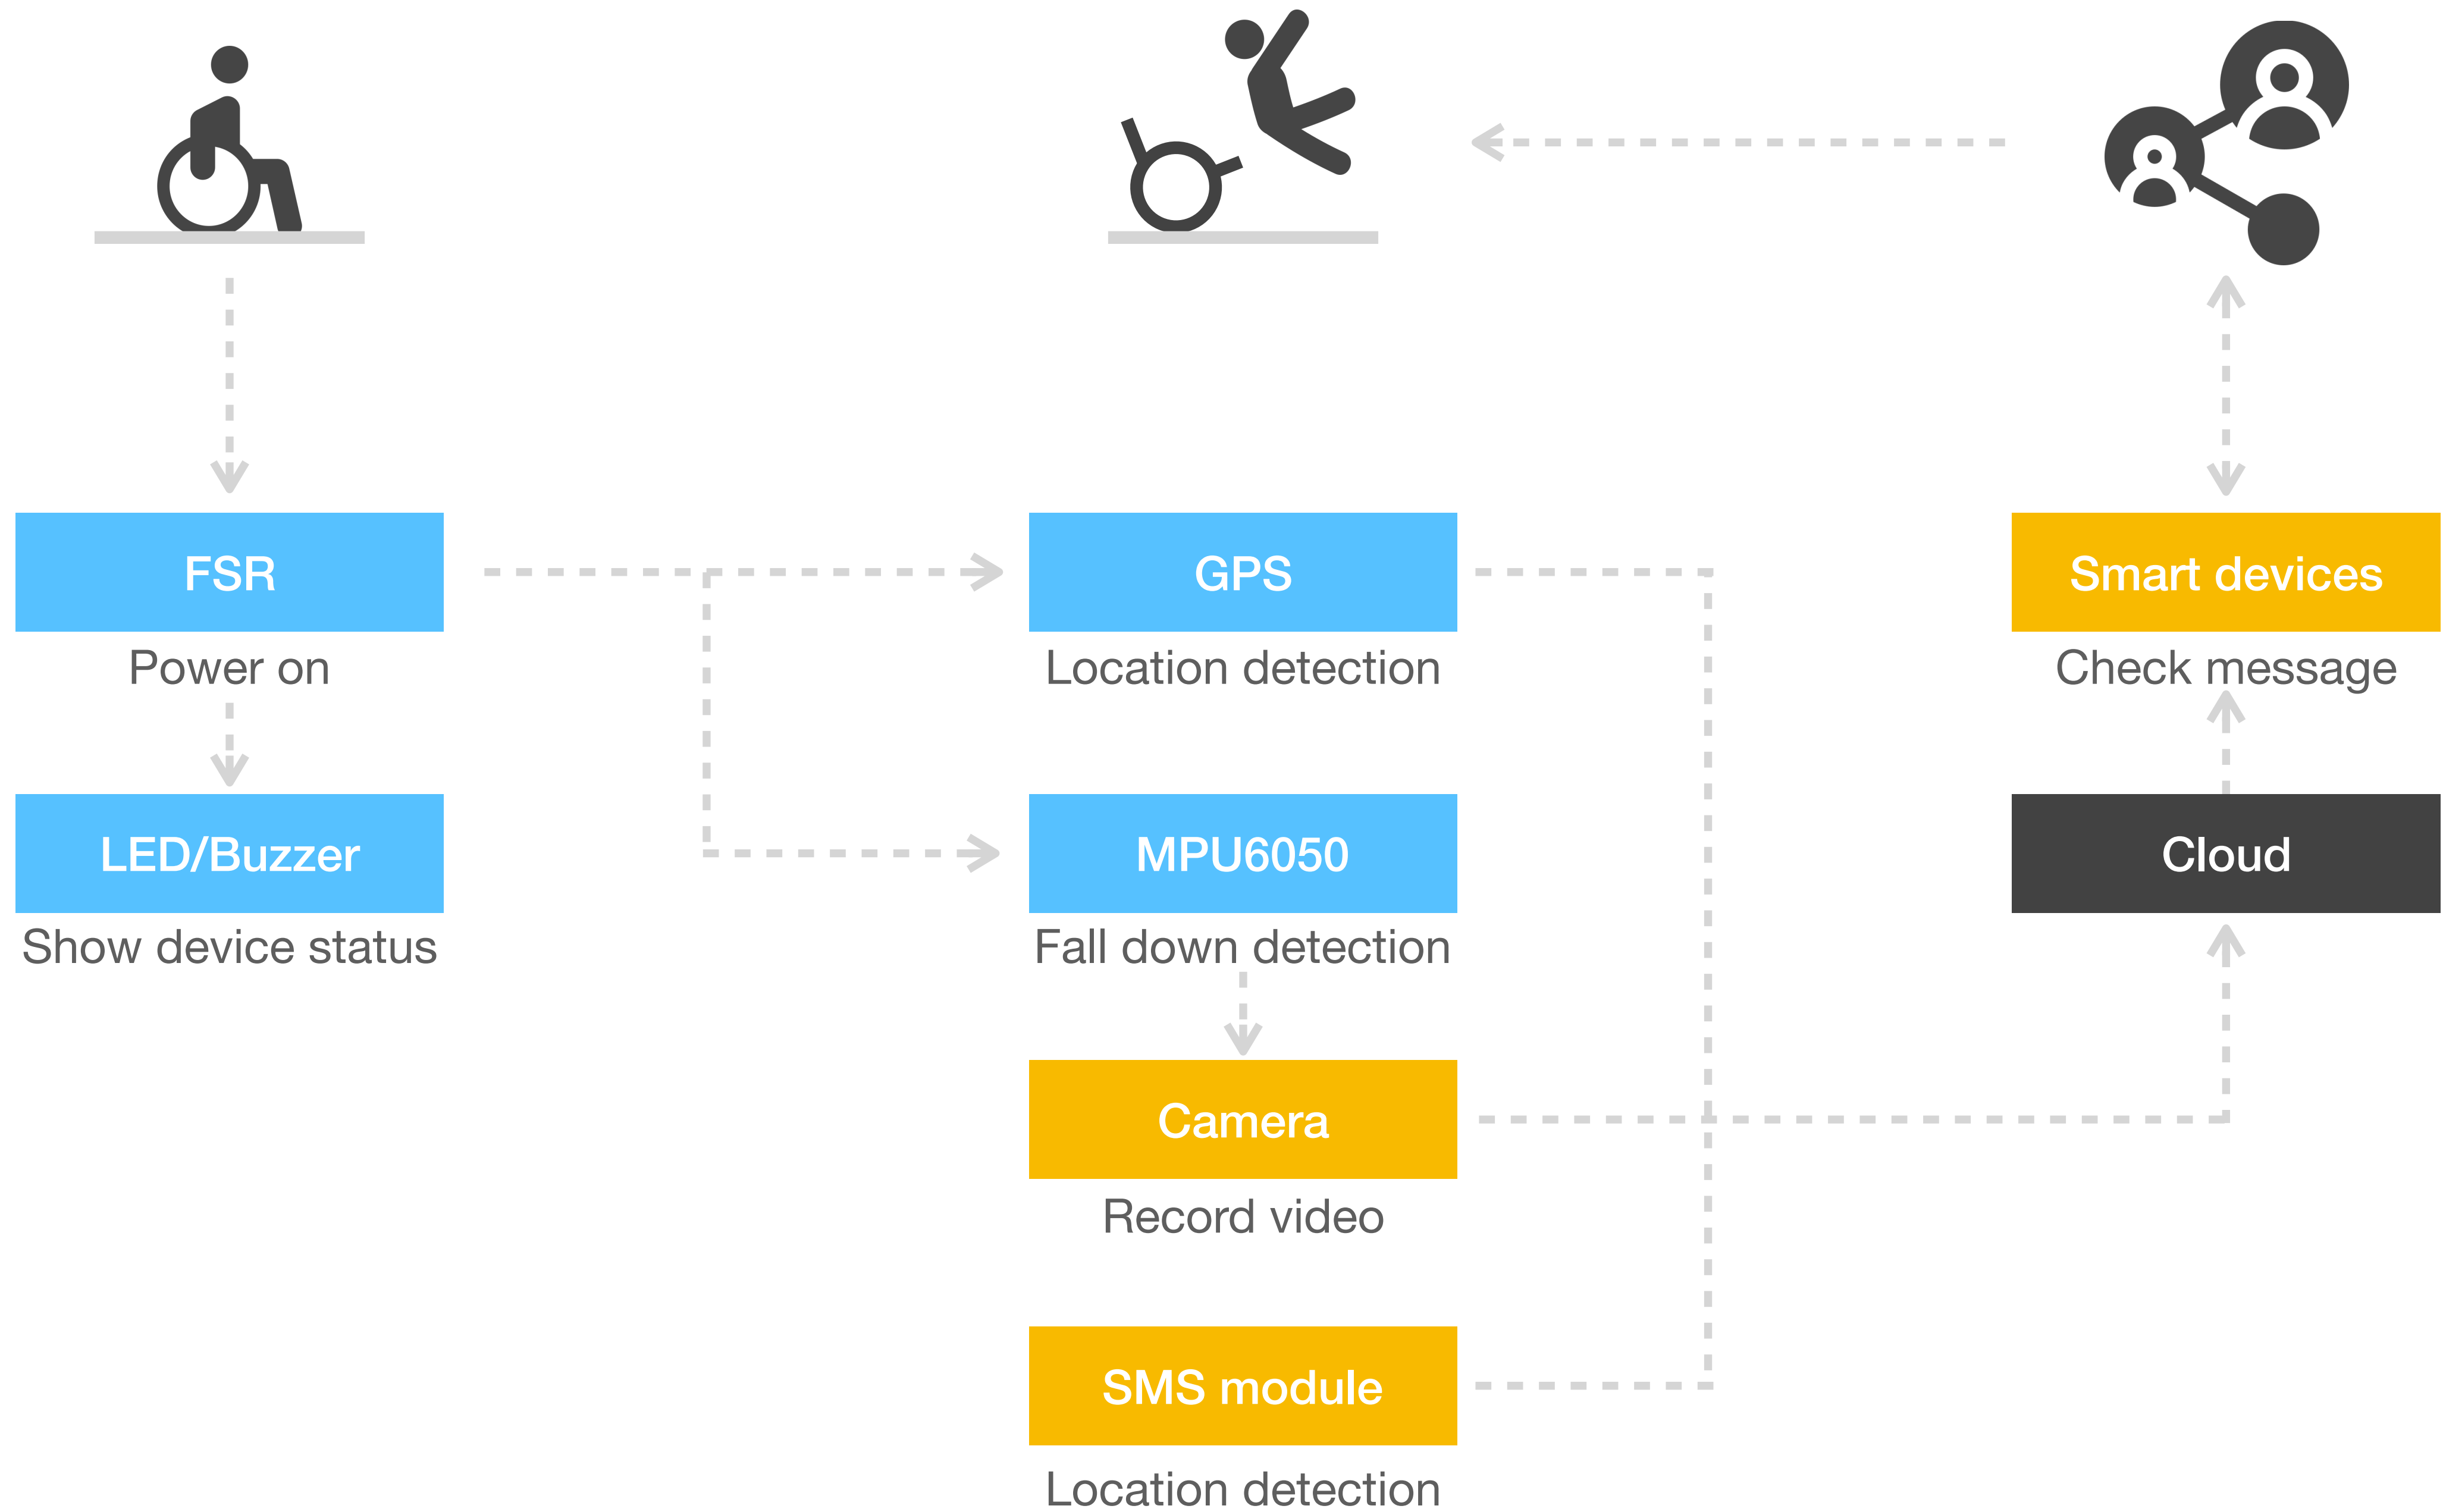 FSR
Power on
LED/Buzzer
Show device status
GPS
Location detection
MPU6050
Fall down detection
Camera
Record video
SMS module
Location detection
Smart devices
Check message
Cloud